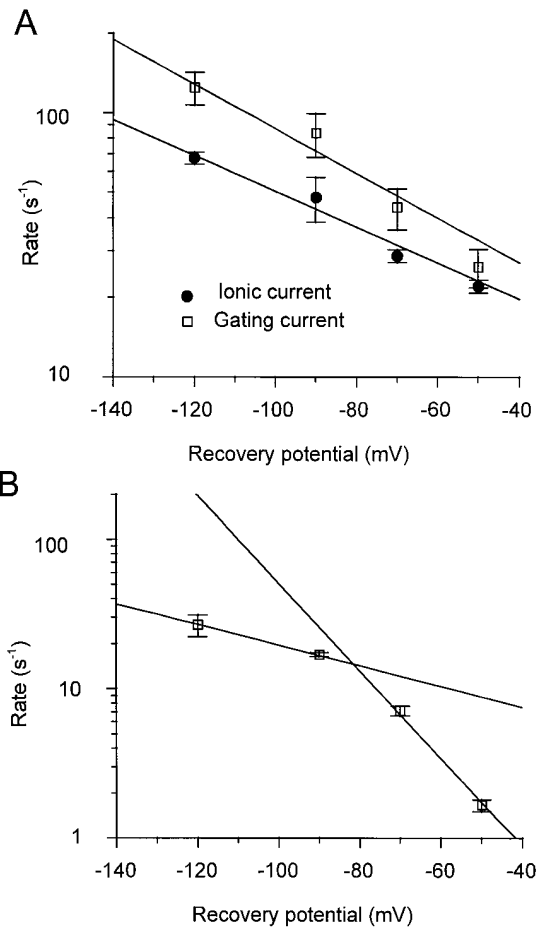 A
100
10
Rate (s-1)
Ionic current
Gating current
-140 -120 -100 -80 -60 -40
Recovery potential (mV)
B
100
10
1
Rate (s-1)
-140 -120 -100 -80 -60 -40
Recovery potential (mV)